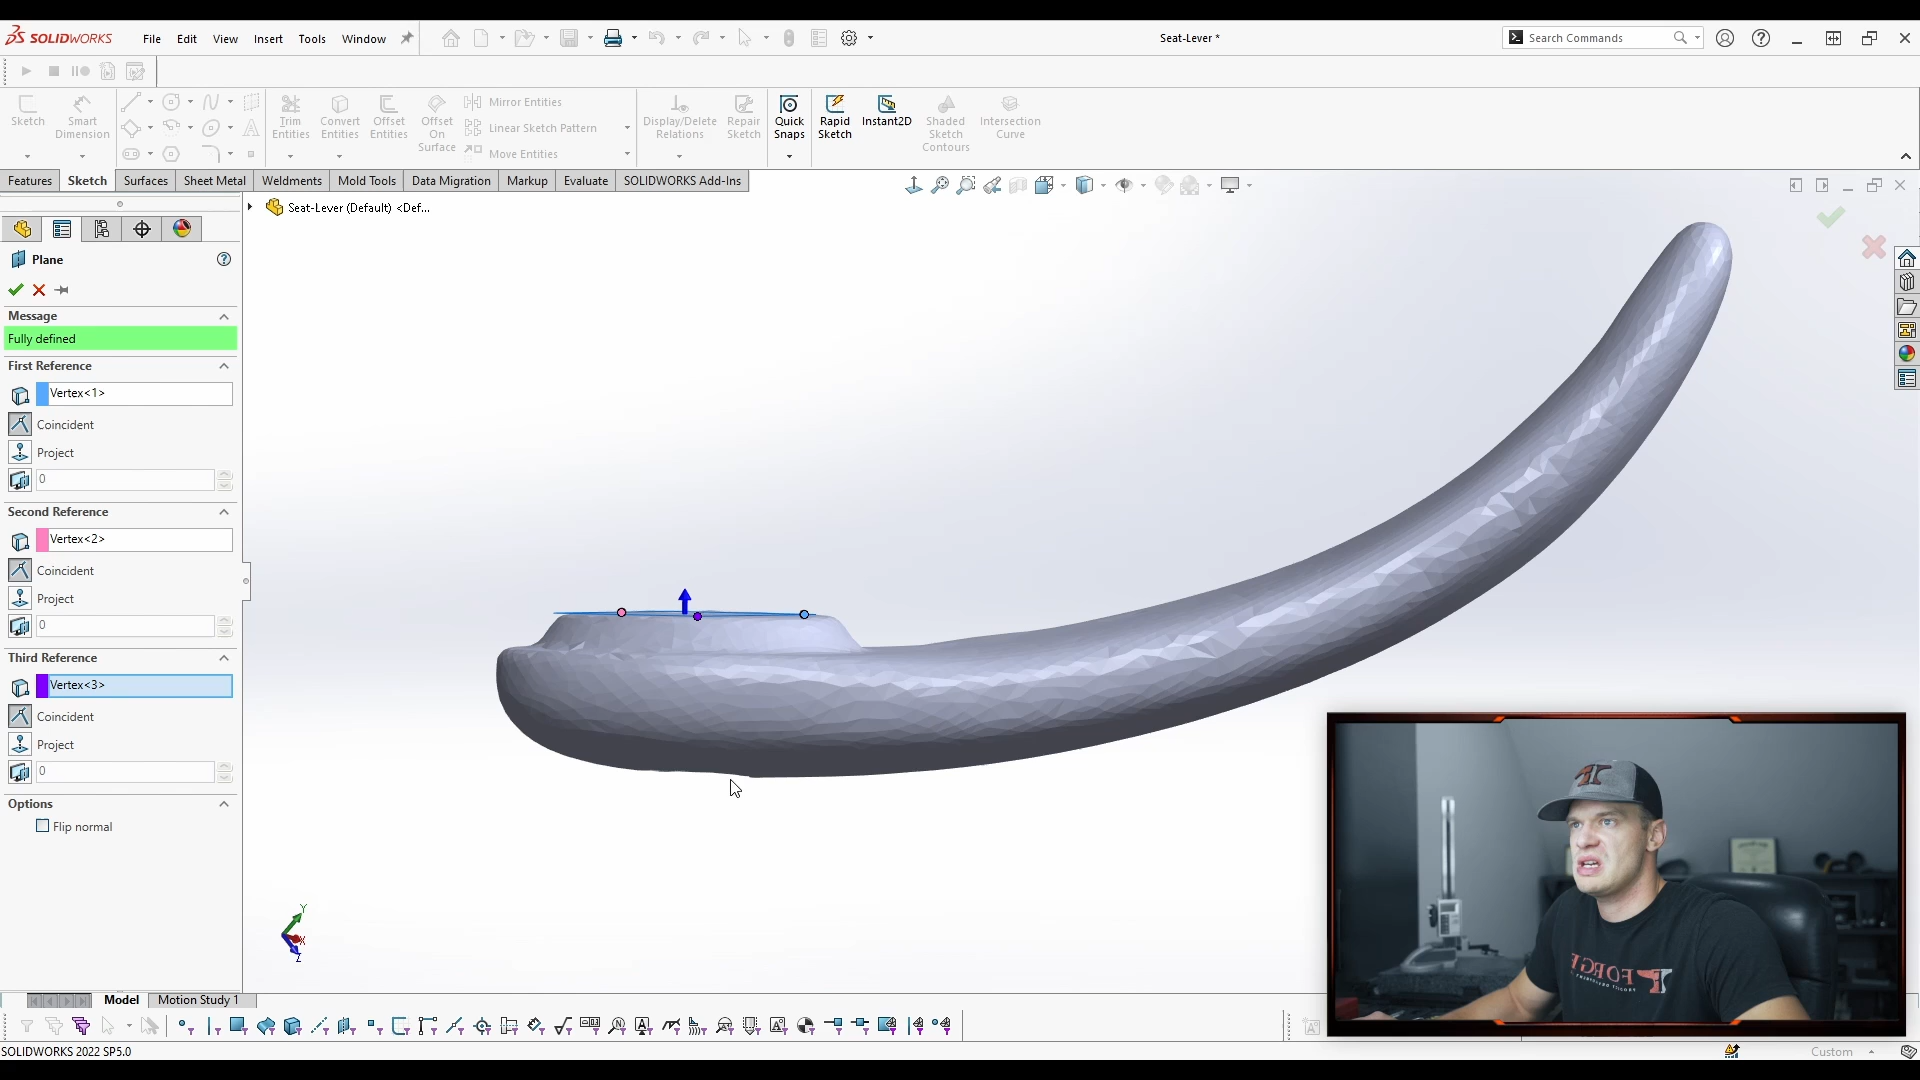 SOLIDWORKS
File Edit View Insert Tools Window
Seat-Lever *
Search Commands
Sketch
Smart Dimension
Trim Entities
Convert Entities
Offset Entities
Offset On Surface
Mirror Entities
Linear Sketch Pattern
Move Entities
Display/Delete Relations
Repair Sketch
Quick Snaps
Rapid Sketch
Instant2D
Shaded Sketch Contours
Intersection Curve
Features Sketch Surfaces Sheet Metal Weldments Mold Tools Data Migration Markup Evaluate SOLIDWORKS Add-Ins
Seat-Lever (Default) <Def...
Plane
Message
Fully defined
First Reference
Vertex<1>
Coincident
Project
0
Second Reference
Vertex<2>
Coincident
Project
0
Third Reference
Vertex<3>
Coincident
Project
0
Options
Flip normal
Y
X
Z
FORGE
Model Motion Study 1
SOLIDWORKS 2022 SP5.0
Custom